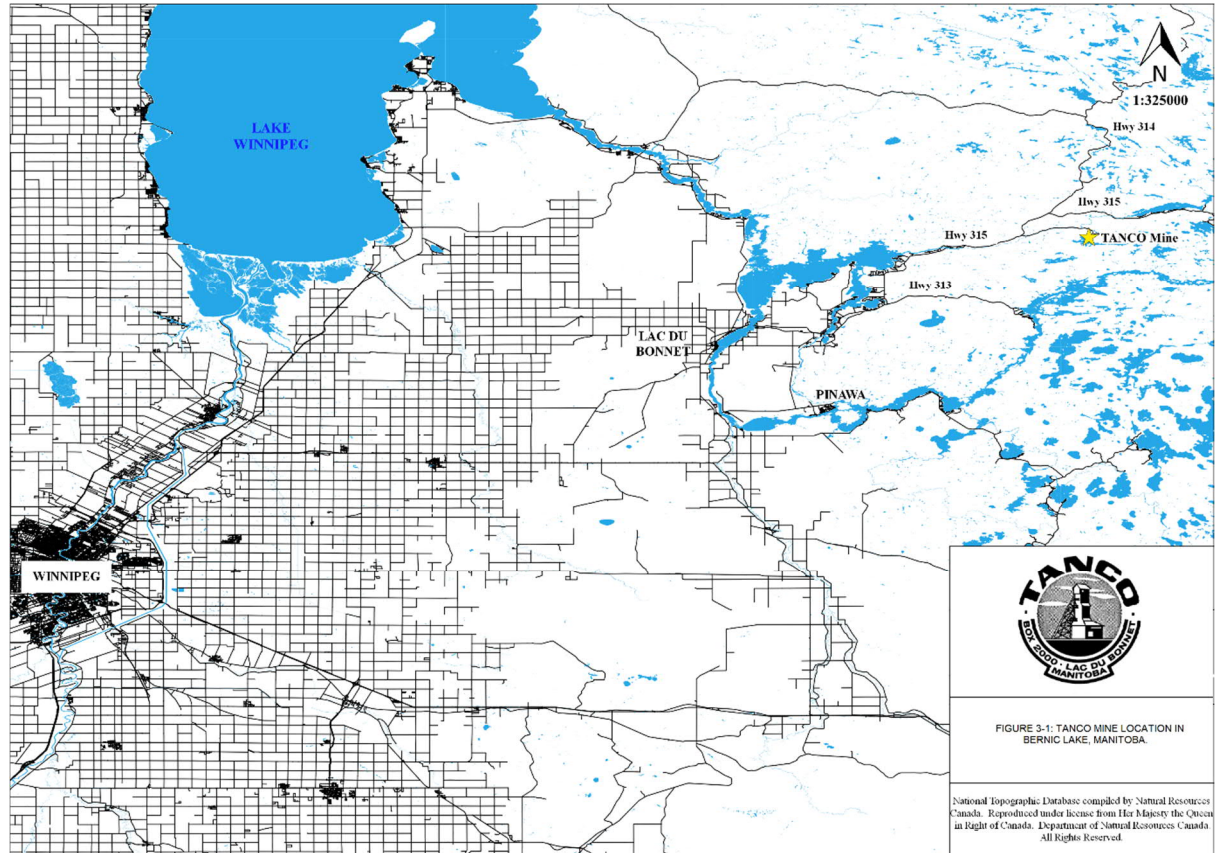 N
1:325000
LAKE
WINNIPEG
Hwy 314
Hwy 315
TANCO Mine
Hwy 315
Hwy 313
LAC DU
BONNET
PINAWA
WINNIPEG
TANCO
BOX 2000 · LAC DU BONNET
MANITOBA
FIGURE 3-1: TANCO MINE LOCATION IN
BERNIC LAKE, MANITOBA.
National Topographic Database compiled by Natural Resources
Canada. Reproduced under license from Her Majesty the Queen
in Right of Canada. Department of Natural Resources Canada.
All Rights Reserved.